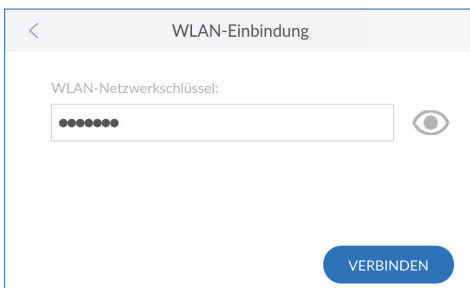 WLAN-Einbindung
WLAN-Netzwerkschlüssel:
●●●●●●●
VERBINDEN